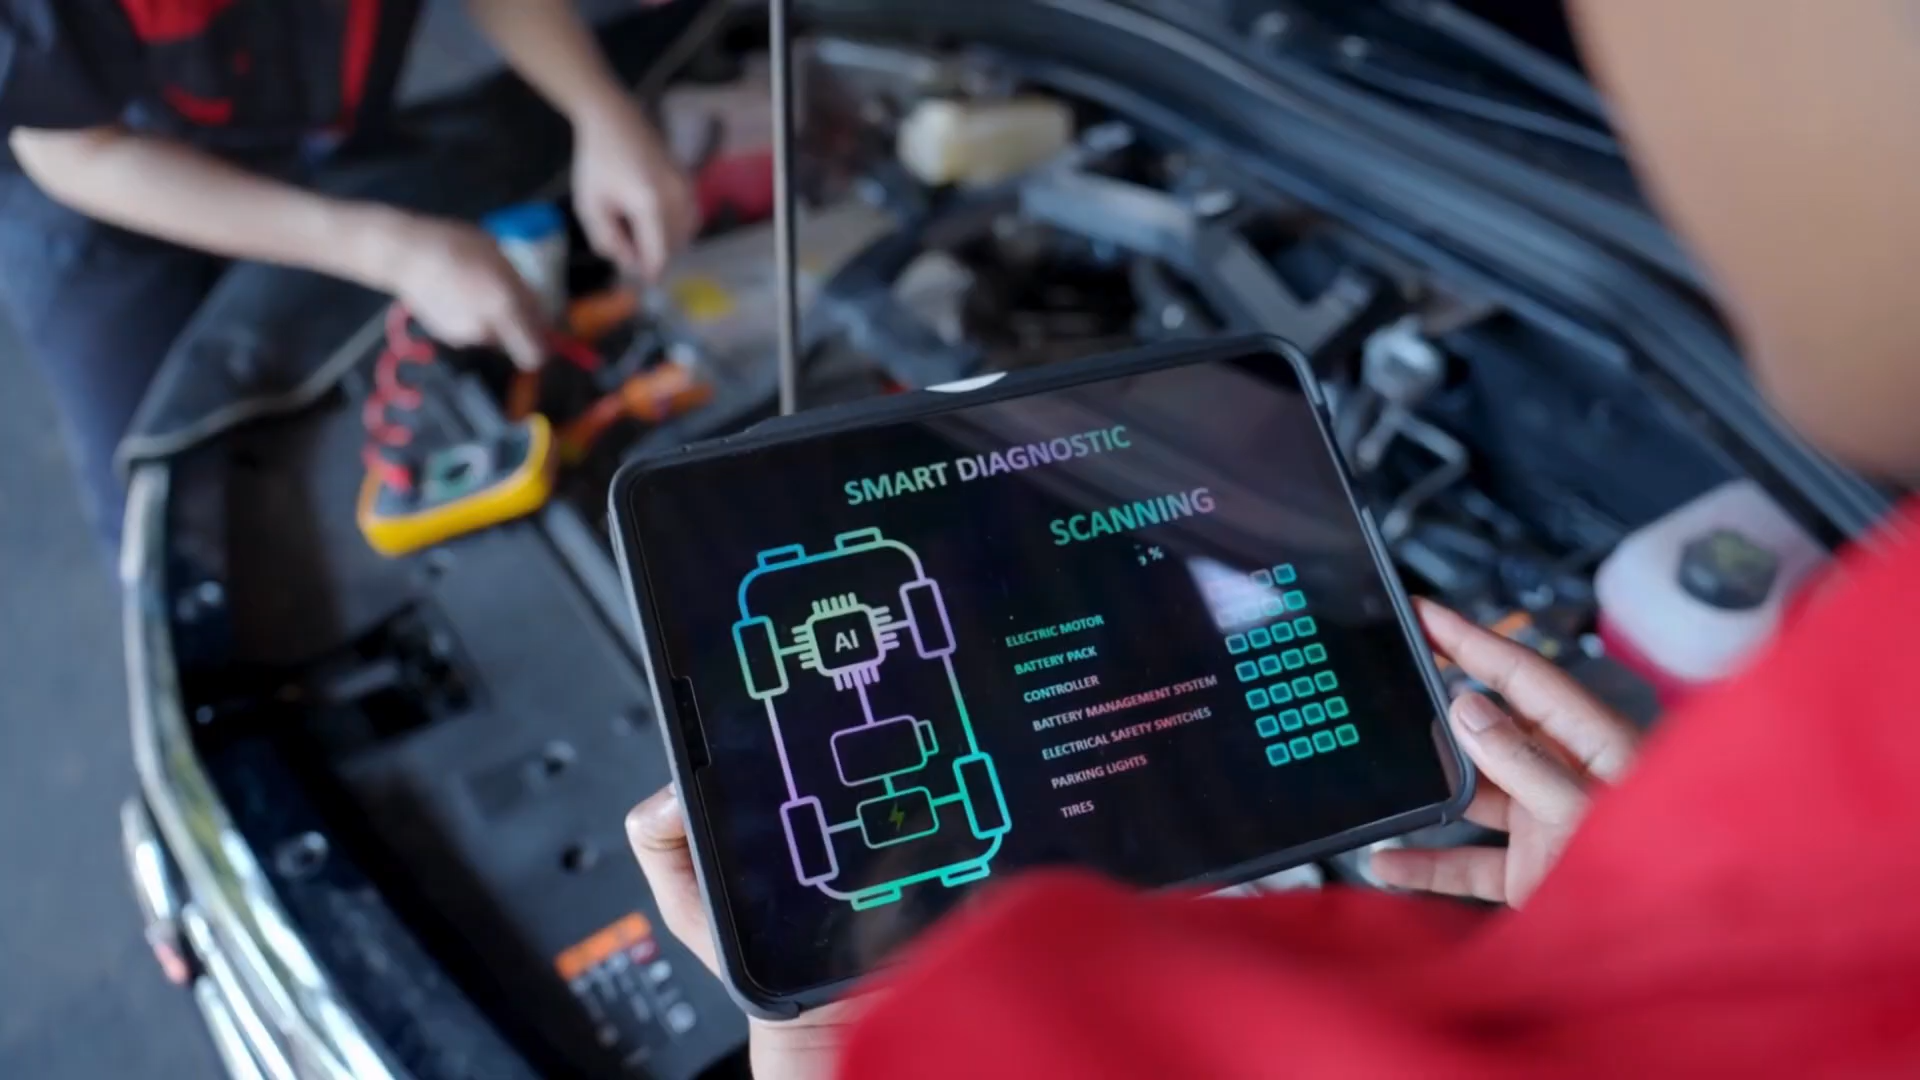 SMART DIAGNOSTIC
SCANNING
%
AI
ELECTRIC MOTOR
BATTERY PACK
CONTROLLER
BATTERY MANAGEMENT SYSTEM
ELECTRICAL SAFETY SWITCHES
PARKING LIGHTS
TIRES